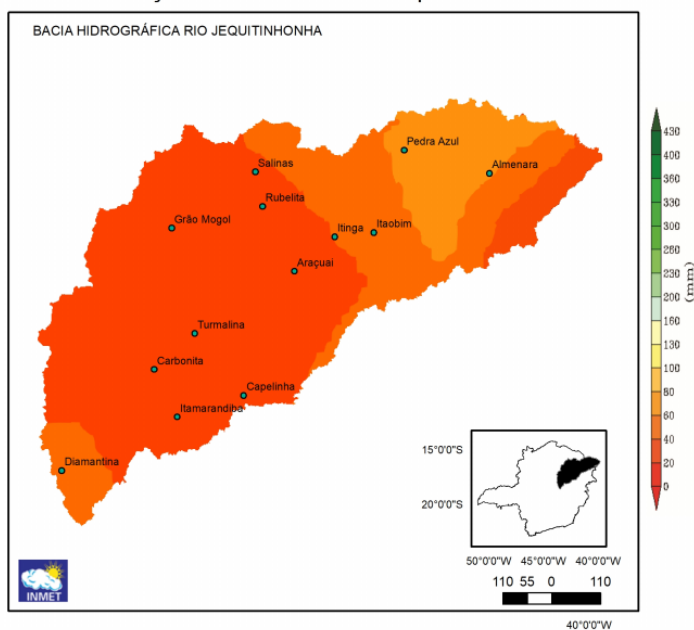 BACIA HIDROGRÁFICA RIO JEQUITINHONHA
Pedra Azul
Salinas
Almenara
Rubelita
Grão Mogol
Itaobim
Itinga
Araçuai
Turmalina
Carbonita
Capelinha
Itamarandiba
Diamantina
430
400
360
330
300
260
230
200
160
130
100
80
60
40
20
0
(mm)
15°0'0"S
20°0'0"S
50°0'0"W 45°0'0"W 40°0'0"W
110 55 0 110
INMET
40°0'0"W